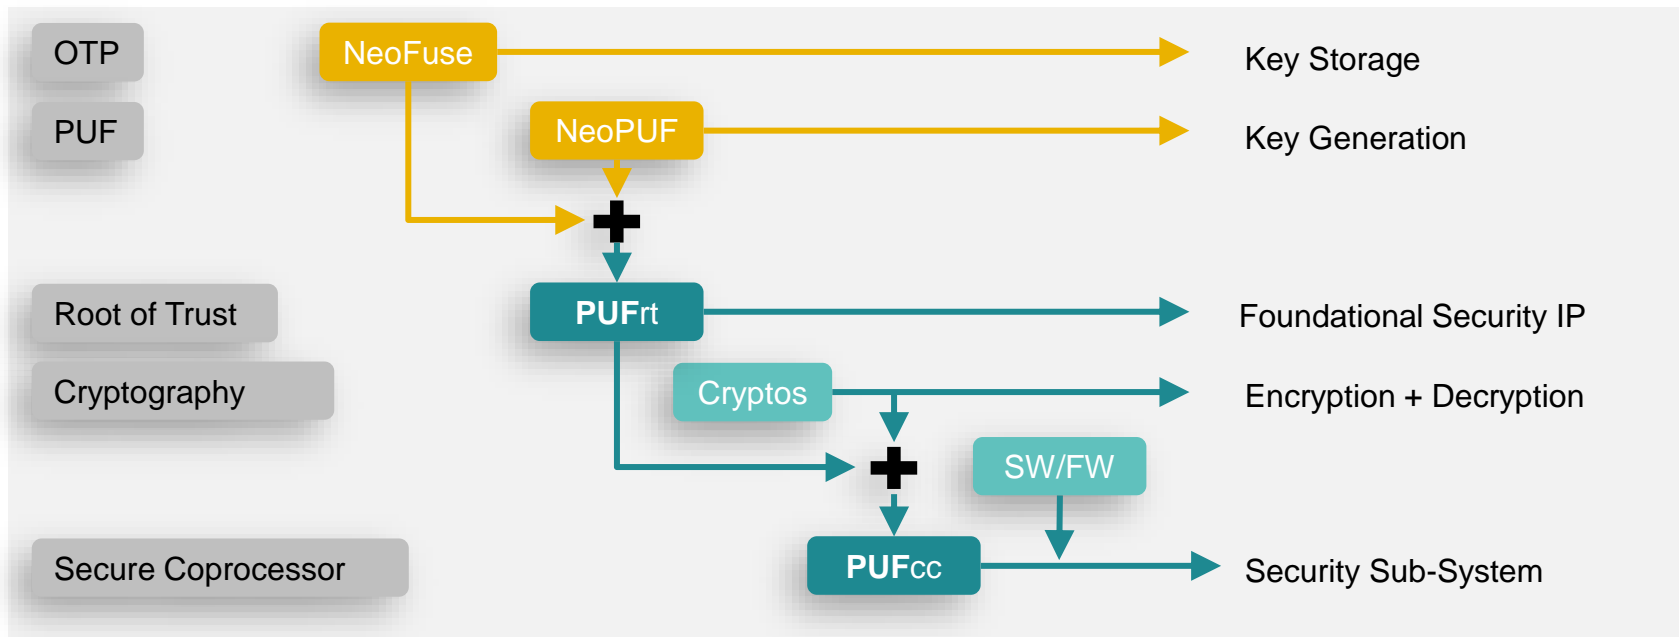 OTP
NeoFuse
Key Storage
PUF
NeoPUF
Key Generation
Root of Trust
PUFrt
Foundational Security IP
Cryptography
Cryptos
Encryption + Decryption
SW/FW
Secure Coprocessor
PUFcc
Security Sub-System